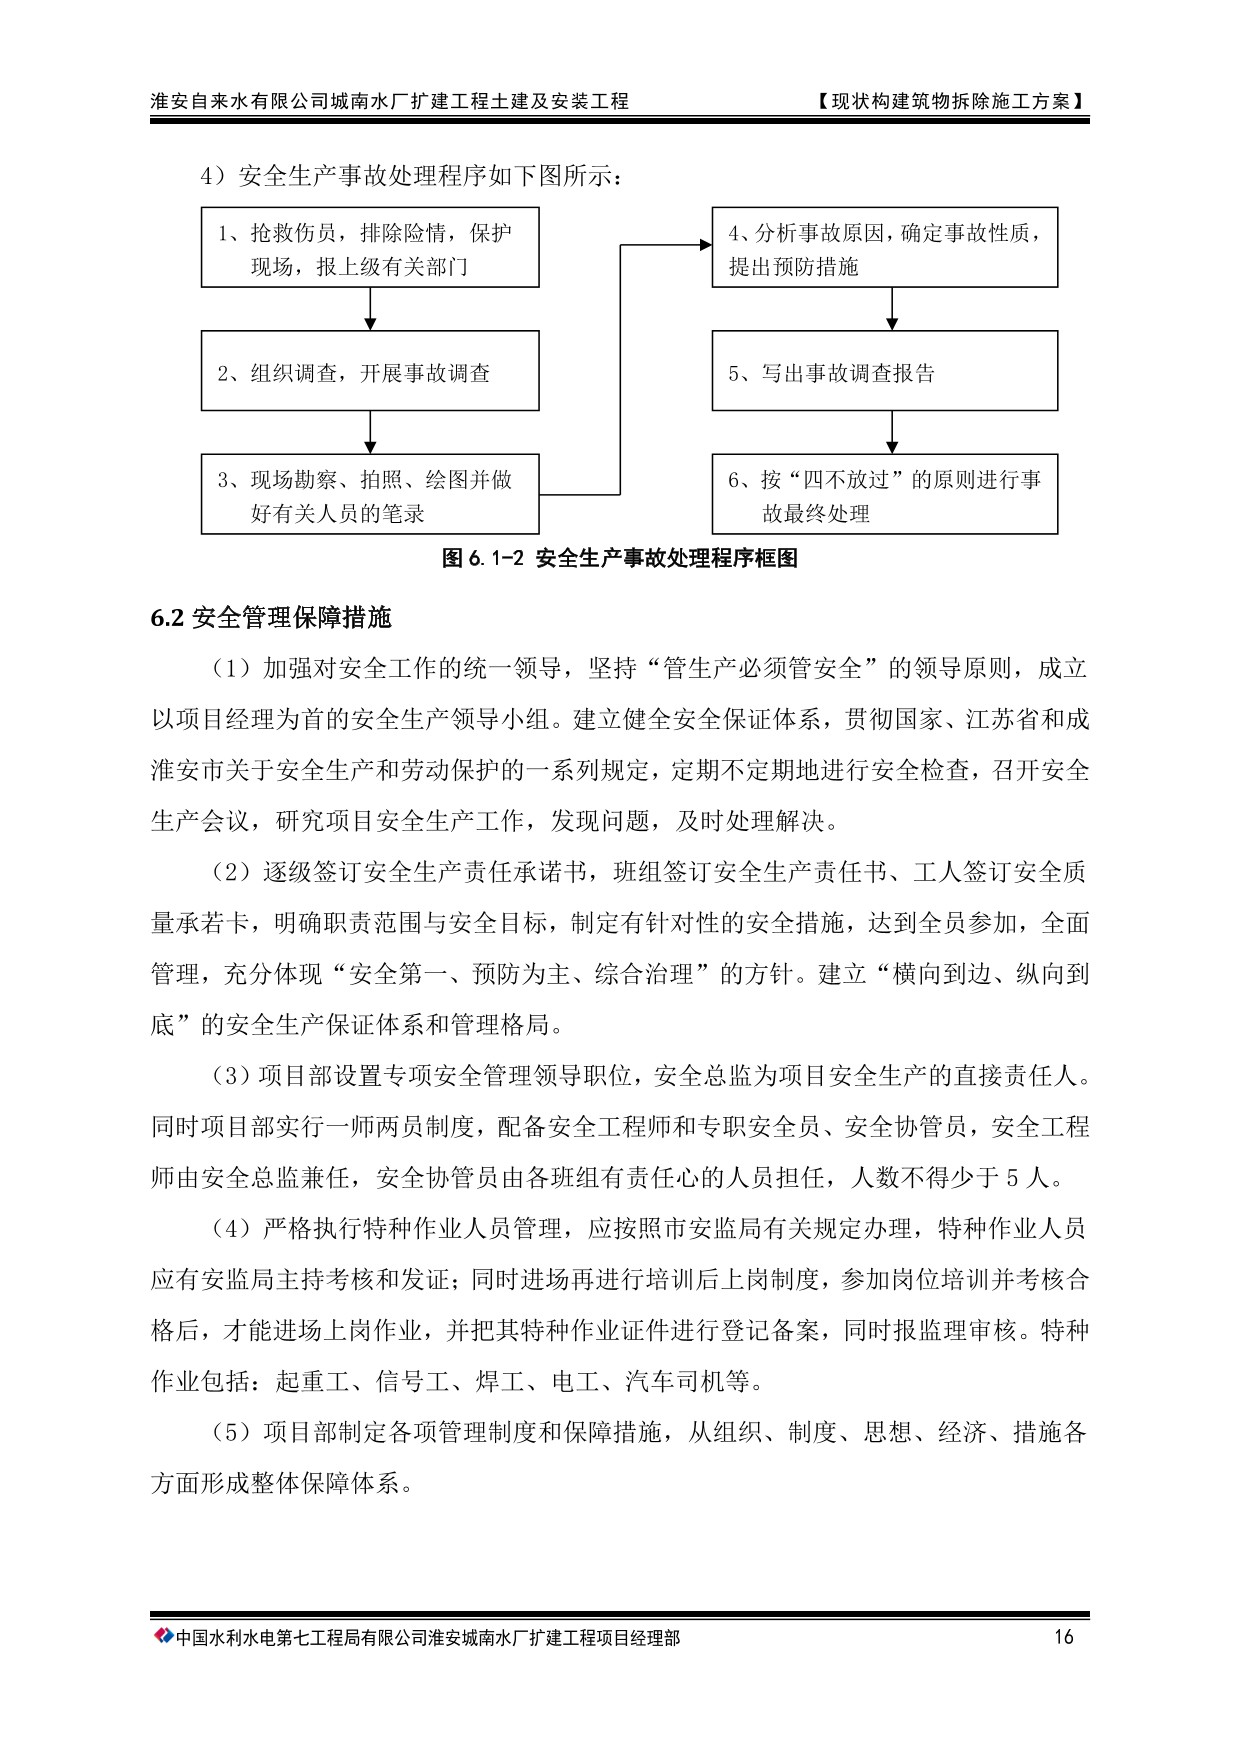 淮安自来水有限公司城南水厂扩建工程土建及安装工程 【现状构建筑物拆除施工方案】
4）安全生产事故处理程序如下图所示：
1、抢救伤员，排除险情，保护
现场，报上级有关部门
2、组织调查，开展事故调查
3、现场勘察、拍照、绘图并做
好有关人员的笔录
4、分析事故原因，确定事故性质，
提出预防措施
5、写出事故调查报告
6、按“四不放过”的原则进行事
故最终处理
图 6.1-2 安全生产事故处理程序框图
6.2 安全管理保障措施
（1）加强对安全工作的统一领导，坚持“管生产必须管安全”的领导原则，成立
以项目经理为首的安全生产领导小组。建立健全安全保证体系，贯彻国家、江苏省和成
淮安市关于安全生产和劳动保护的一系列规定，定期不定期地进行安全检查，召开安全
生产会议，研究项目安全生产工作，发现问题，及时处理解决。
（2）逐级签订安全生产责任承诺书，班组签订安全生产责任书、工人签订安全质
量承若卡，明确职责范围与安全目标，制定有针对性的安全措施，达到全员参加，全面
管理，充分体现“安全第一、预防为主、综合治理”的方针。建立“横向到边、纵向到
底”的安全生产保证体系和管理格局。
（3）项目部设置专项安全管理领导职位，安全总监为项目安全生产的直接责任人。
同时项目部实行一师两员制度，配备安全工程师和专职安全员、安全协管员，安全工程
师由安全总监兼任，安全协管员由各班组有责任心的人员担任，人数不得少于 5 人。
（4）严格执行特种作业人员管理，应按照市安监局有关规定办理，特种作业人员
应有安监局主持考核和发证；同时进场再进行培训后上岗制度，参加岗位培训并考核合
格后，才能进场上岗作业，并把其特种作业证件进行登记备案，同时报监理审核。特种
作业包括：起重工、信号工、焊工、电工、汽车司机等。
（5）项目部制定各项管理制度和保障措施，从组织、制度、思想、经济、措施各
方面形成整体保障体系。
中国水利水电第七工程局有限公司淮安城南水厂扩建工程项目经理部 16